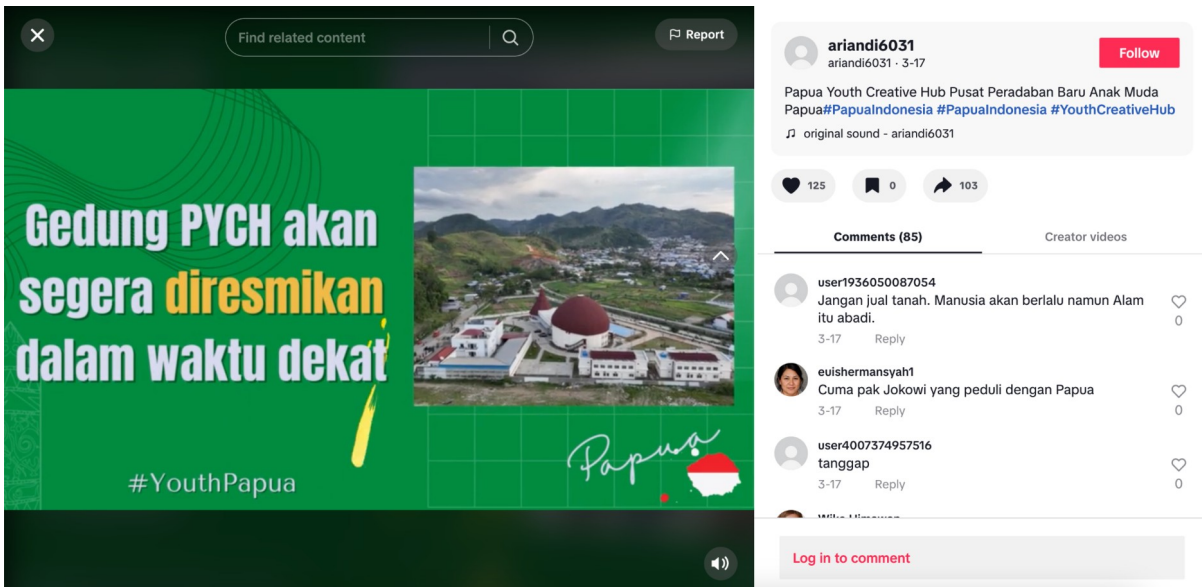 Find related content
Report
Gedung PYCH akan
segera diresmikan
dalam waktu dekat
#YouthPapua
Papua
ariandi6031
ariandi6031 · 3-17
Follow
Papua Youth Creative Hub Pusat Peradaban Baru Anak Muda
Papua#PapuaIndonesia #PapuaIndonesia #YouthCreativeHub
original sound - ariandi6031
125
0
103
Comments (85)
Creator videos
user1936050087054
Jangan jual tanah. Manusia akan berlalu namun Alam
itu abadi.
0
3-17 Reply
euishermansyah1
Cuma pak Jokowi yang peduli dengan Papua
0
3-17 Reply
user4007374957516
tanggap
0
3-17 Reply
Log in to comment